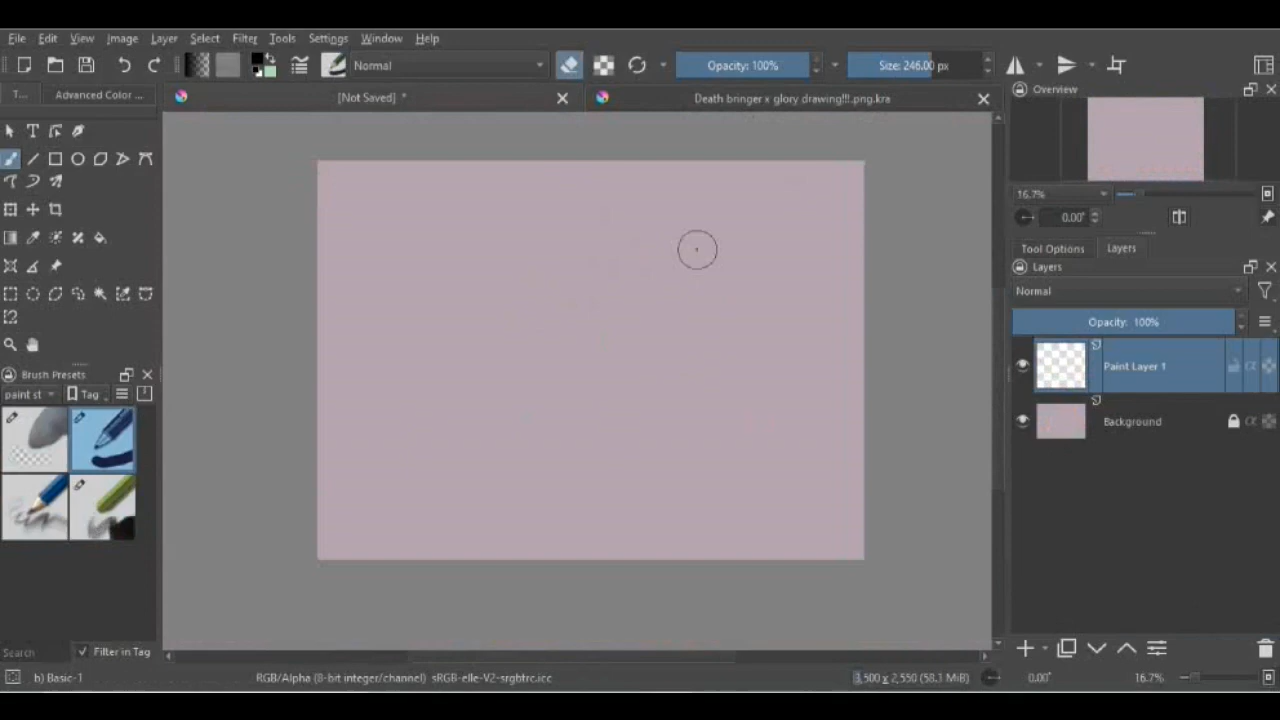 File Edit View Image Layer Select Filter Tools Settings Window Help
Normal Opacity: 100% Size: 246.00 px
T... Advanced Color ... [Not Saved] * Death bringer x glory drawing!!!.png.kra Overview
16.7%
0.00°
Tool Options Layers
Layers
Normal
Opacity: 100%
Paint Layer 1
Brush Presets
paint st Tag
Background
Search Filter in Tag
b) Basic-1 RGB/Alpha (8-bit integer/channel) sRGB-elle-V2-srgbtrc.icc 3,500 x 2,550 (58.1 MiB) 0.00° 16.7%